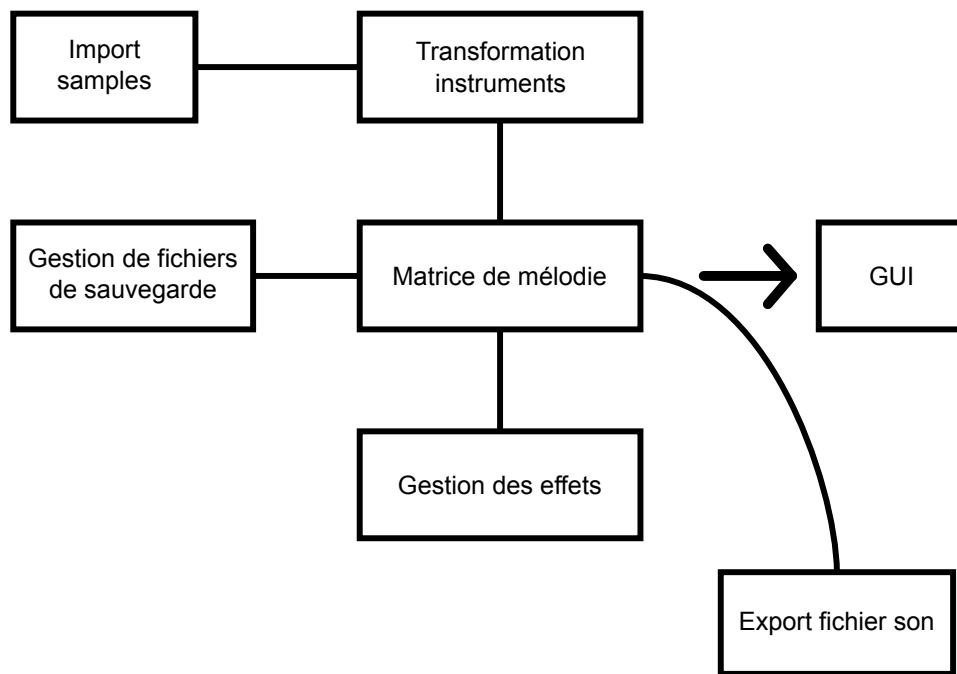 Import
samples
Transformation
instruments
Gestion de fichiers
de sauvegarde
Matrice de mélodie
GUI
Gestion des effets
Export fichier son